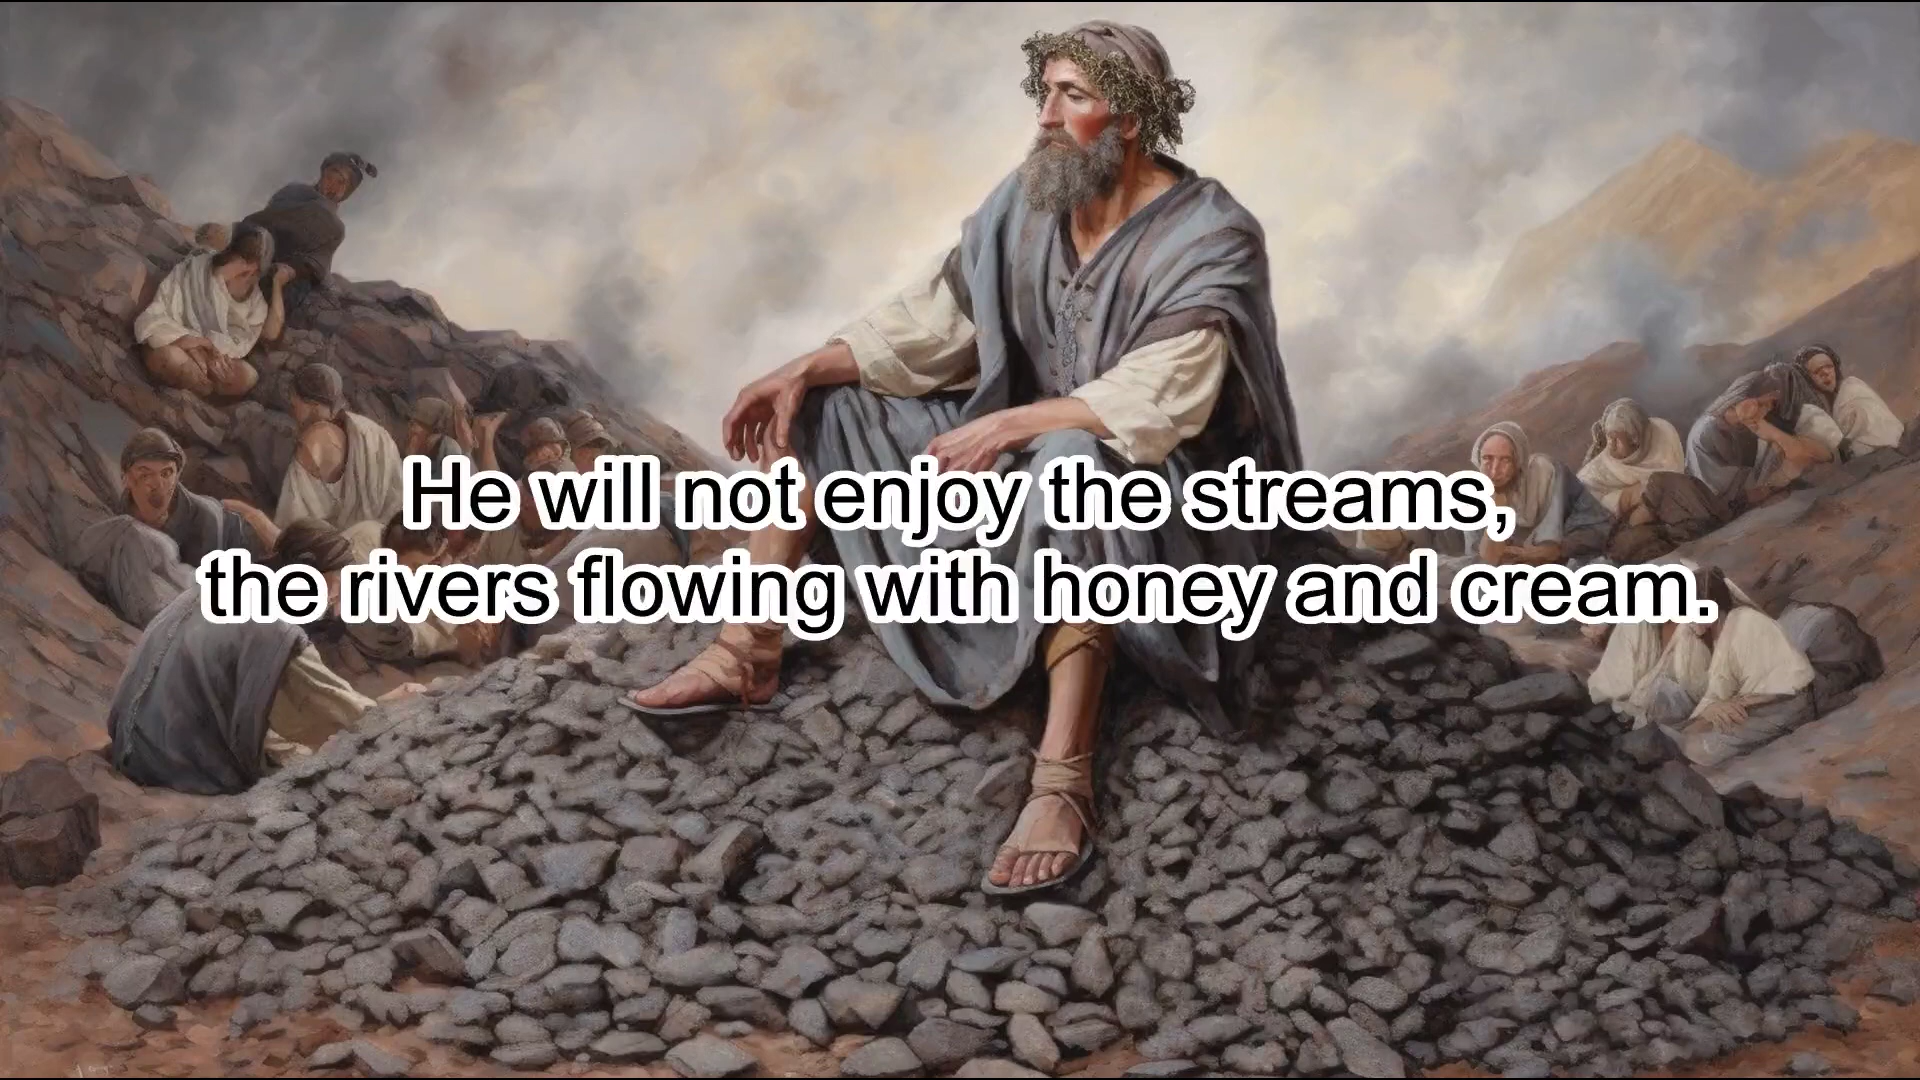 He will not enjoy the streams,
the rivers flowing with honey and cream.